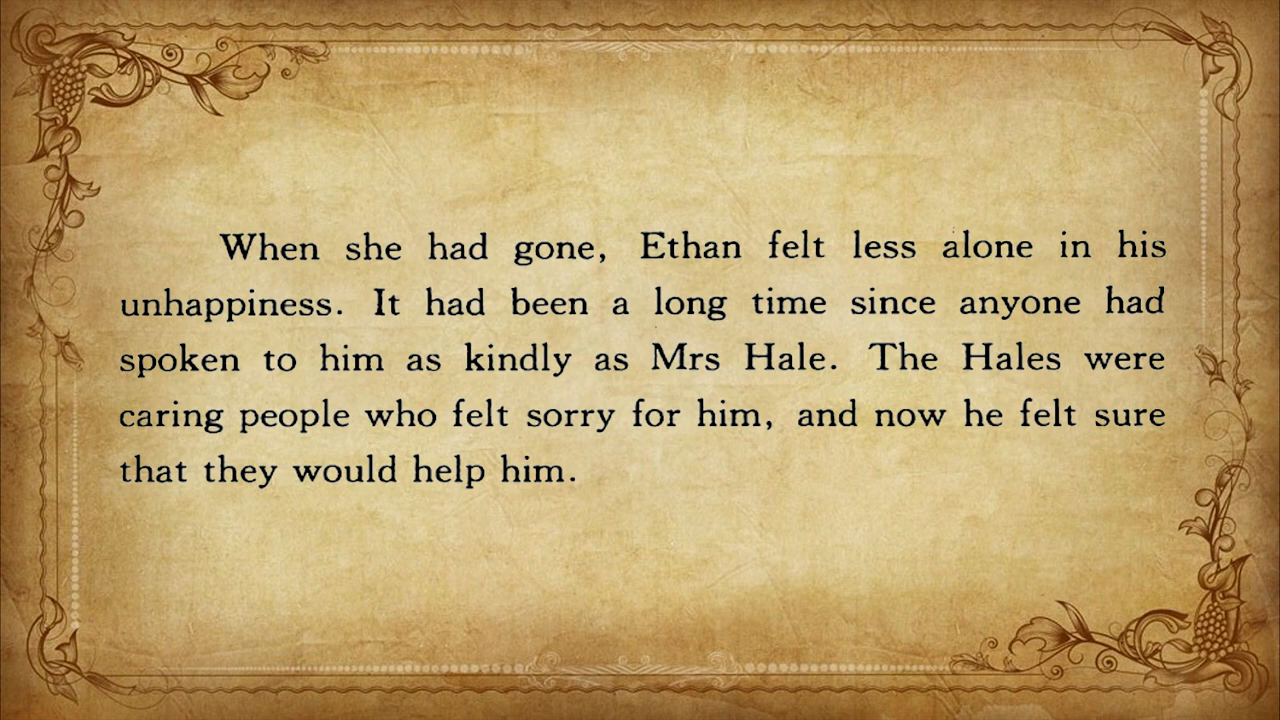 When she had gone, Ethan felt less alone in his
unhappiness. It had been a long time since anyone had
spoken to him as kindly as Mrs Hale. The Hales were
caring people who felt sorry for him, and now he felt sure
that they would help him.